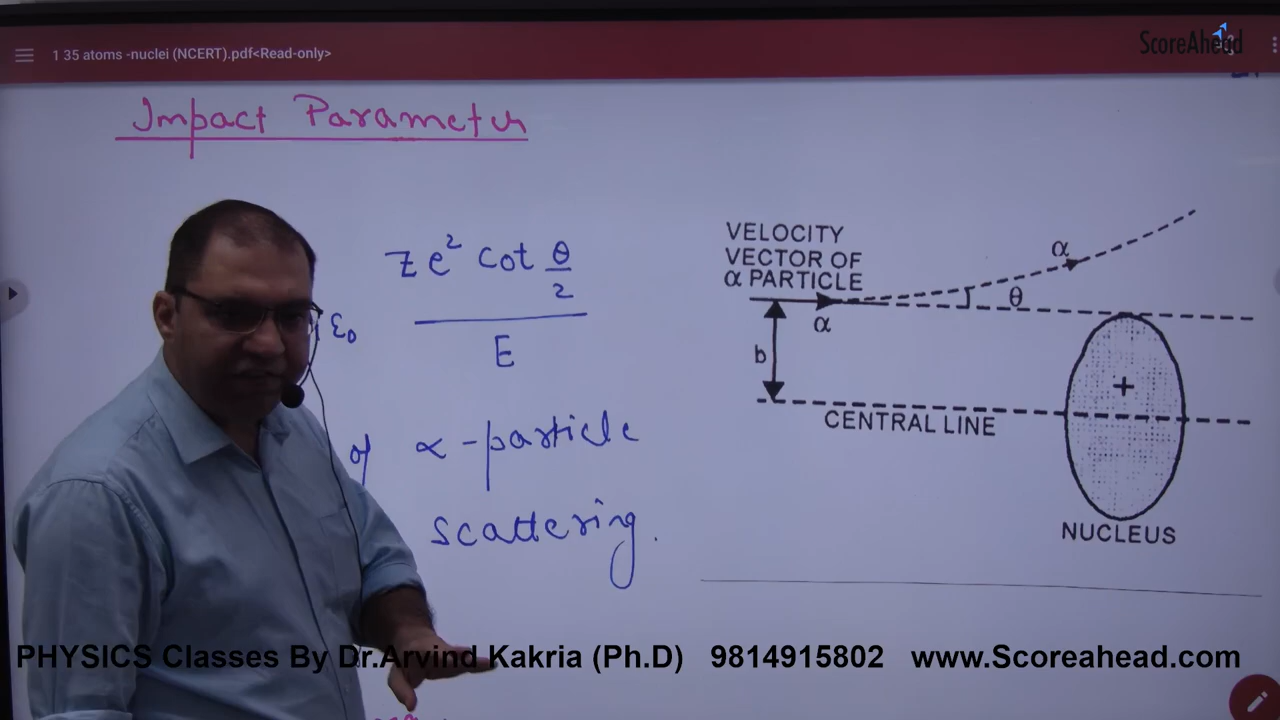 1 35 atoms -nuclei (NCERT).pdf<Read-only>
ScoreAhead
Impact Parameter
Ze² cot θ/2
ε₀
E
of α-particle
scattering.
VELOCITY
VECTOR OF
α PARTICLE
α
θ
α
b
CENTRAL LINE
+
NUCLEUS
PHYSICS Classes By Dr.Arvind Kakria (Ph.D) 9814915802 www.Scoreahead.com